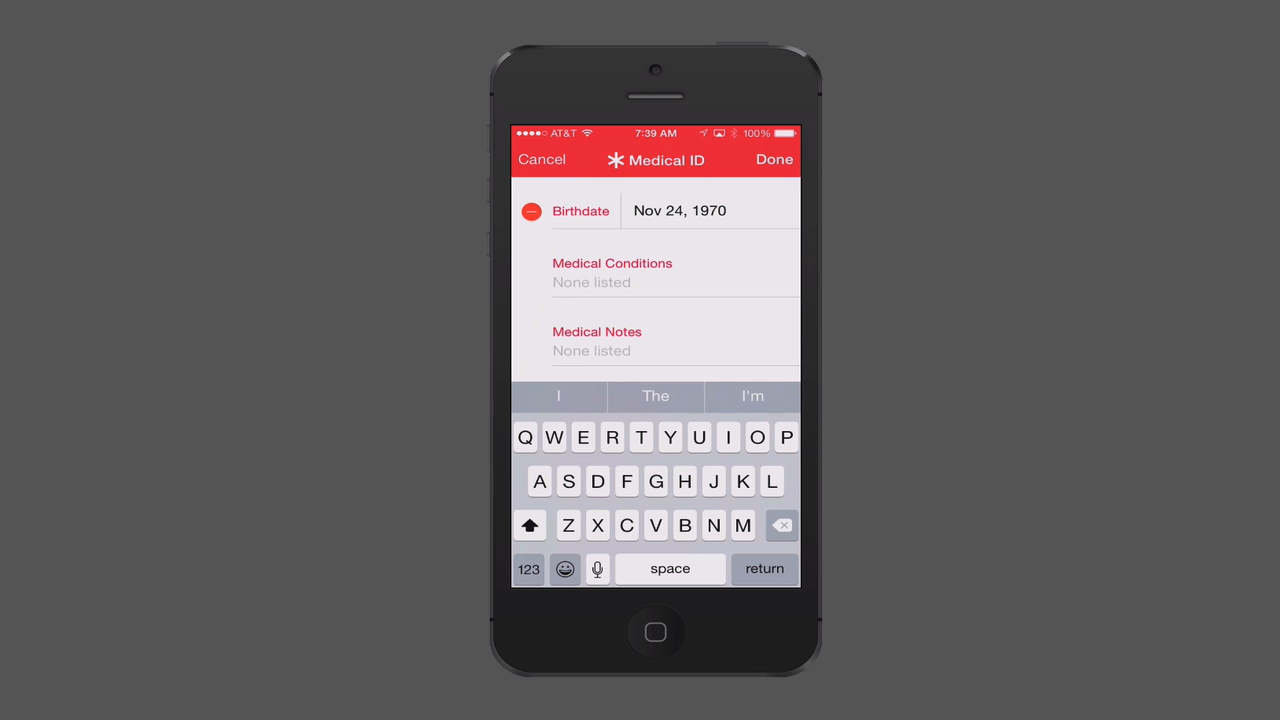 AT&T 7:39 AM 100%
Cancel Medical ID Done
Birthdate Nov 24, 1970
Medical Conditions
None listed
Medical Notes
None listed
I The I'm
Q W E R T Y U I O P
A S D F G H J K L
Z X C V B N M
123 space return